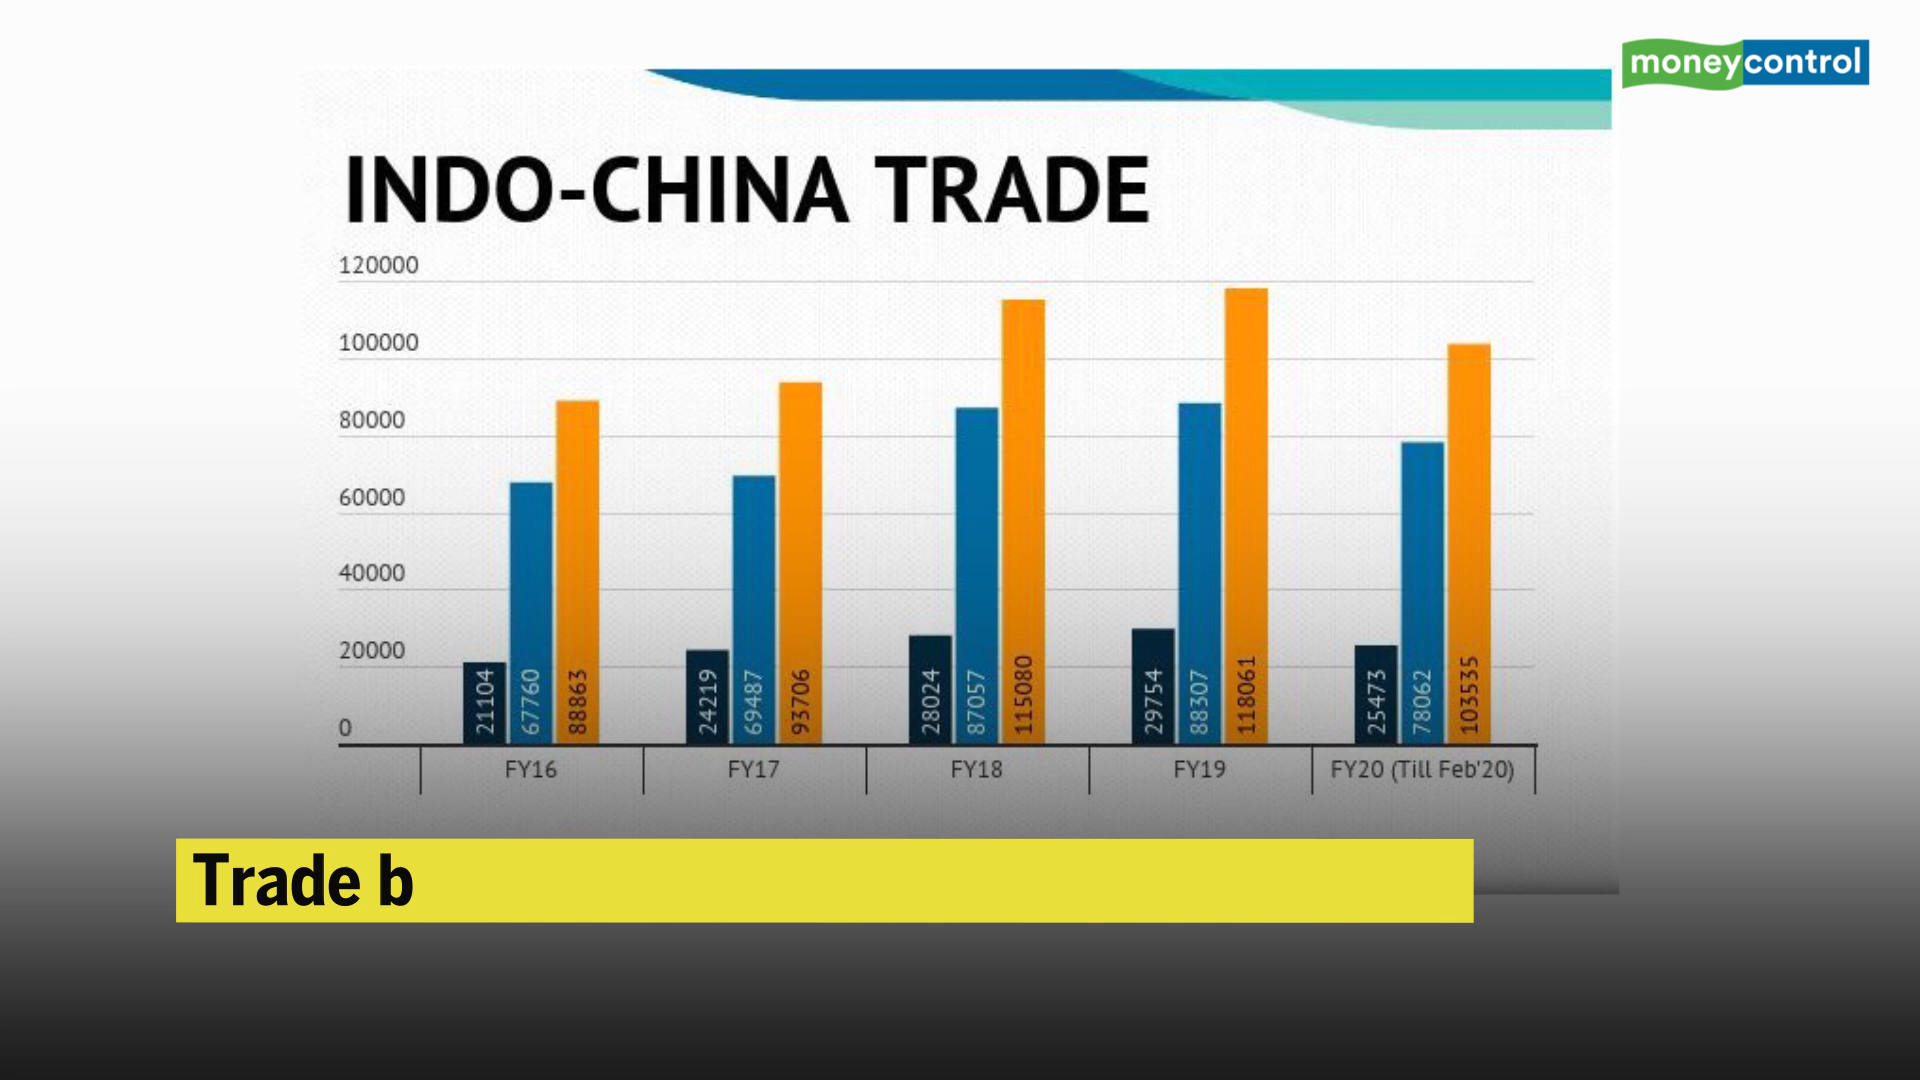 moneycontrol
INDO-CHINA TRADE
120000
100000
80000
60000
40000
20000
0
21104 67760 88863 24219 69487 93706 28024 87057 115080 29754 88307 118061 25473 78062 103535
FY16 FY17 FY18 FY19 FY20 (Till Feb'20)
Trade b